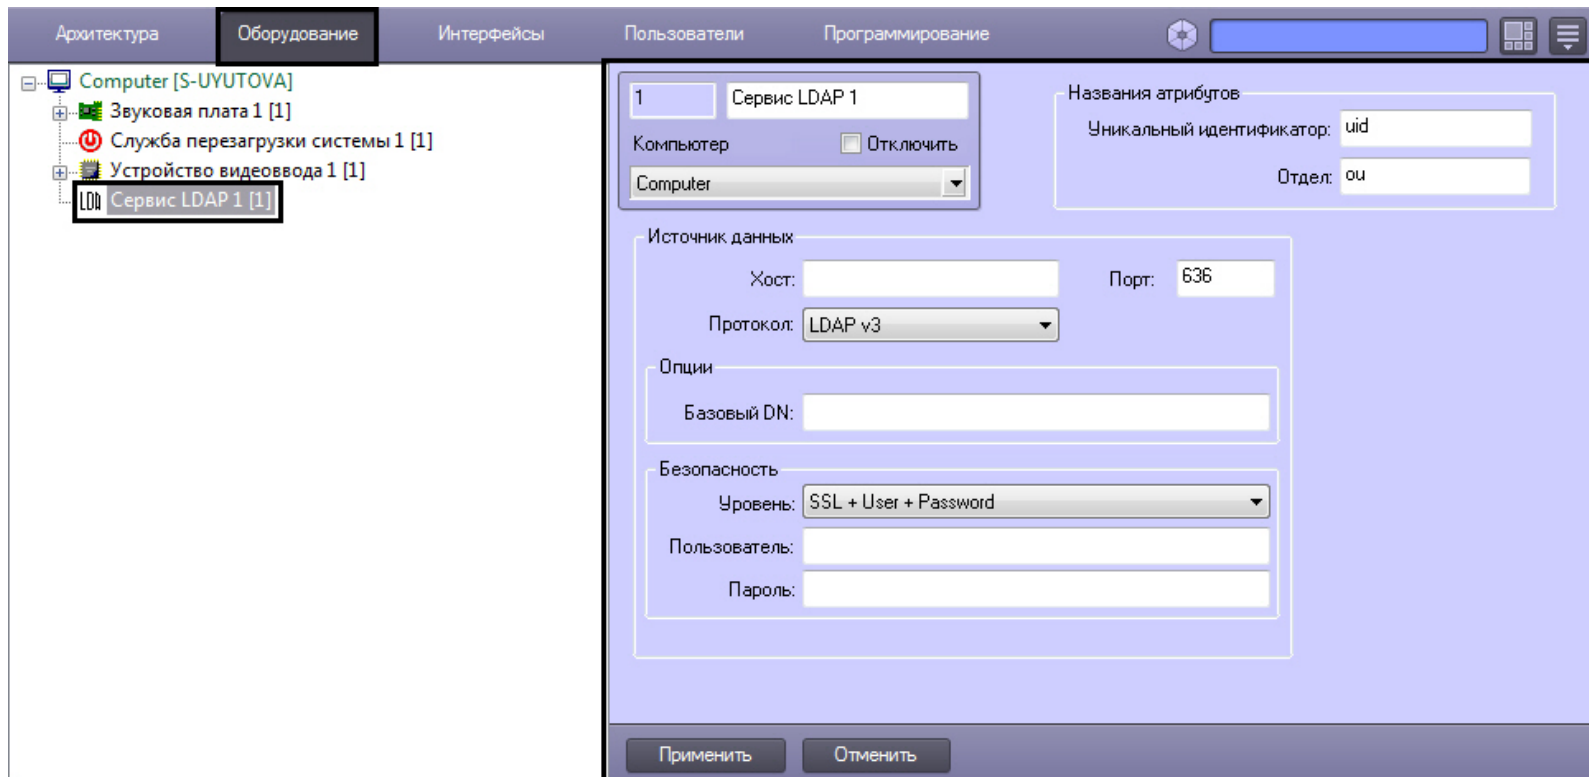 Архитектура Оборудование Интерфейсы Пользователи Программирование
Computer [S-UYUTOVA]
Звуковая плата 1 [1]
Служба перезагрузки системы 1 [1]
Устройство видеоввода 1 [1]
LDA Сервис LDAP 1 [1]
1 Сервис LDAP 1
Компьютер Отключить
Computer
Названия атрибутов
Уникальный идентификатор: uid
Отдел: ou
Источник данных
Хост: Порт: 636
Протокол: LDAP v3
Опции
Базовый DN:
Безопасность
Уровень: SSL + User + Password
Пользователь:
Пароль:
Применить Отменить